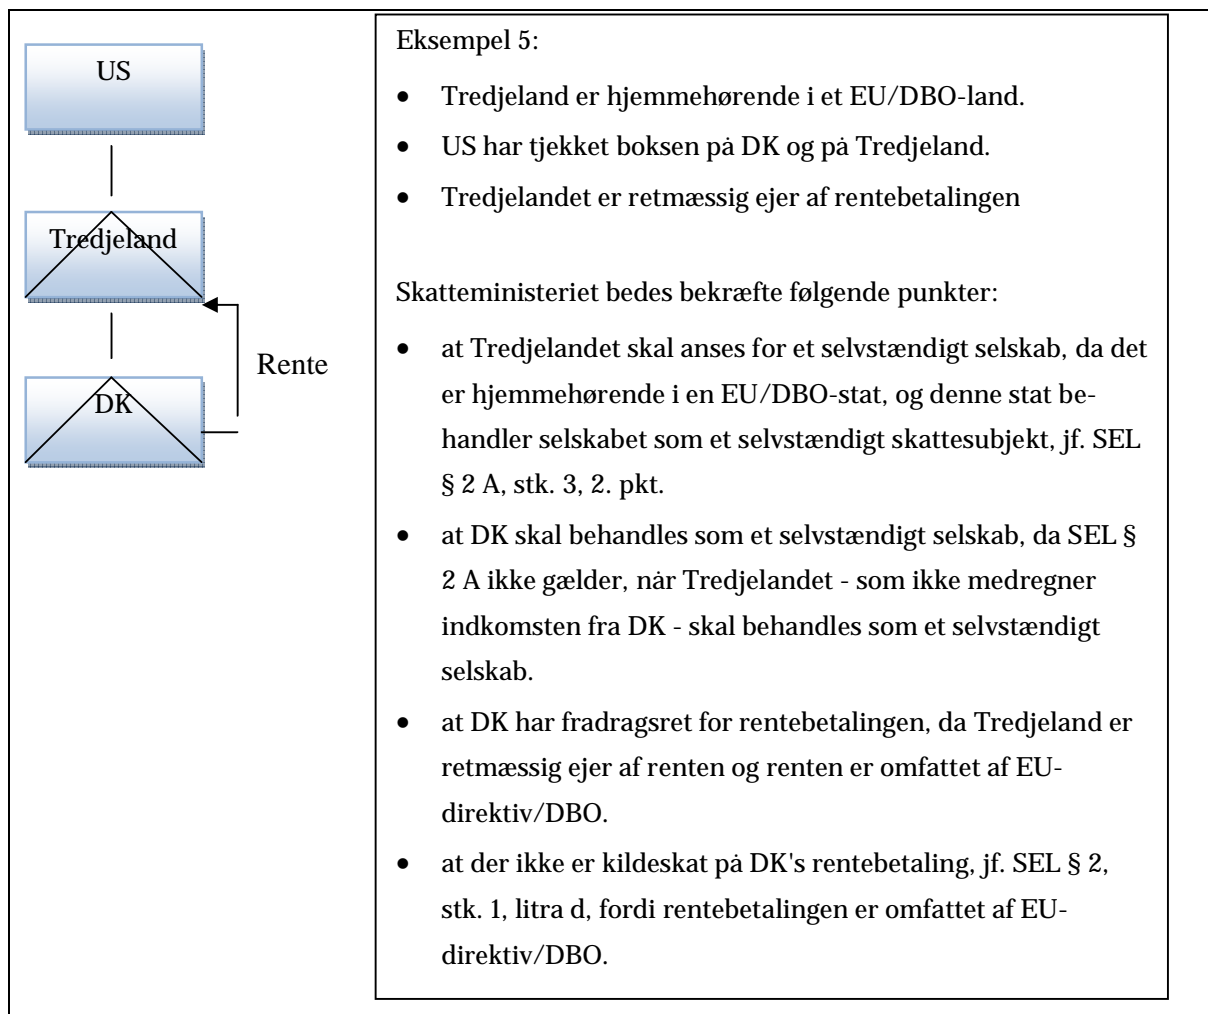 US
Tredjeland
DK
Rente
Eksempel 5:
• Tredjeland er hjemmehørende i et EU/DBO-land.
• US har tjekket boksen på DK og på Tredjeland.
• Tredjelandet er retmæssig ejer af rentebetalingen
Skatteministeriet bedes bekræfte følgende punkter:
• at Tredjelandet skal anses for et selvstændigt selskab, da det
er hjemmehørende i en EU/DBO-stat, og denne stat be-
handler selskabet som et selvstændigt skattesubjekt, jf. SEL
§ 2 A, stk. 3, 2. pkt.
• at DK skal behandles som et selvstændigt selskab, da SEL §
2 A ikke gælder, når Tredjelandet - som ikke medregner
indkomsten fra DK - skal behandles som et selvstændigt
selskab.
• at DK har fradragsret for rentebetalingen, da Tredjeland er
retmæssig ejer af renten og renten er omfattet af EU-
direktiv/DBO.
• at der ikke er kildeskat på DK's rentebetaling, jf. SEL § 2,
stk. 1, litra d, fordi rentebetalingen er omfattet af EU-
direktiv/DBO.